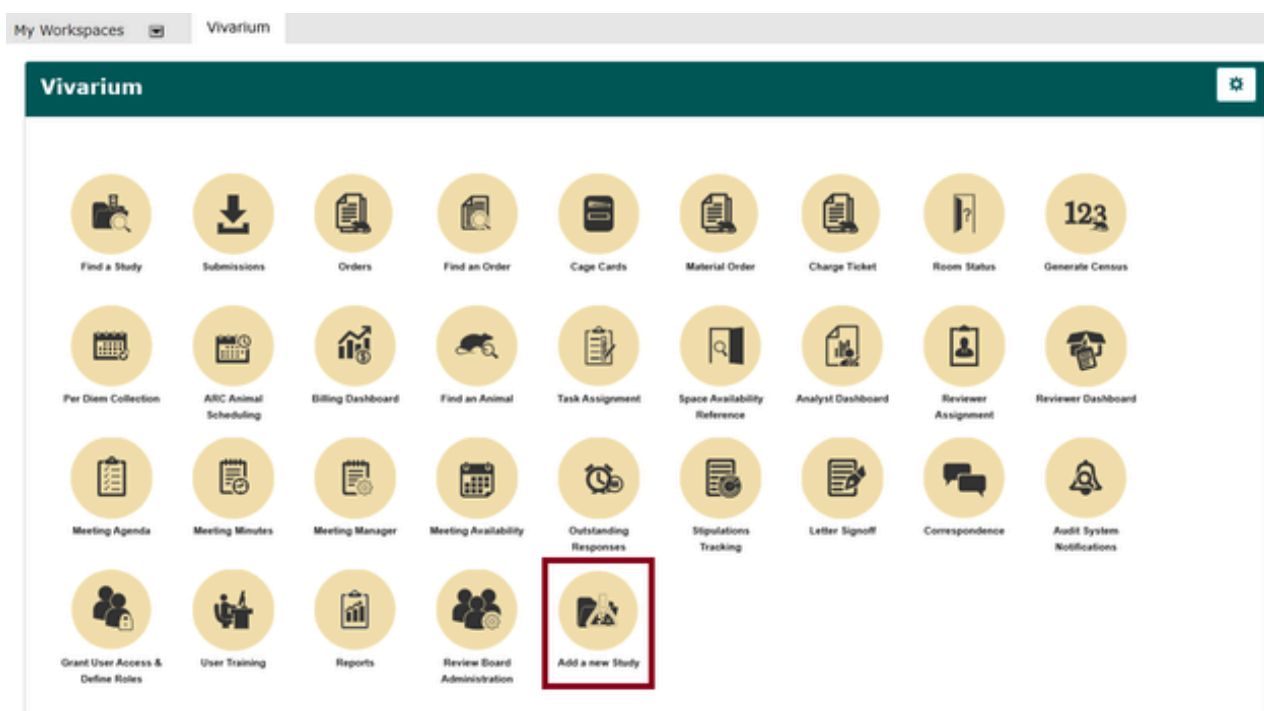 My Workspaces Vivarium
Vivarium
?
123
Find a Study Submissions Orders Find an Order Cage Cards Material Order Charge Ticket Room Status Generate Census
Per Diem Collection ARC Animal Billing Dashboard Find an Animal Task Assignment Space Availability Analyst Dashboard Reviewer Reviewer Dashboard
Scheduling Reference Assignment
Meeting Agenda Meeting Minutes Meeting Manager Meeting Availability Outstanding Stipulations Letter Signoff Correspondence Audit System
Responses Tracking Notifications
Grant User Access & User Training Reports Review Board Add a new Study
Define Roles Administration